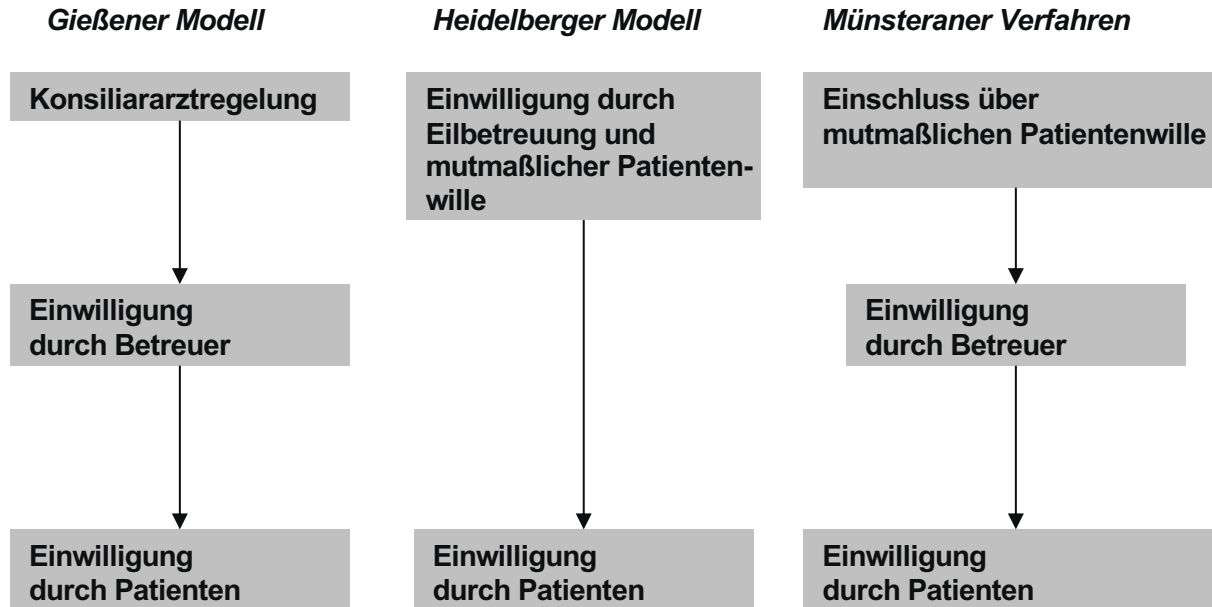 Gießener Modell
Konsiliararztregelung
Einwilligung
durch Betreuer
Einwilligung
durch Patienten
Heidelberger Modell
Einwilligung durch
Eilbetreuung und
mutmaßlicher Patienten-
wille
Einwilligung
durch Patienten
Münsteraner Verfahren
Einschluss über
mutmaßlichen Patientenwille
Einwilligung
durch Betreuer
Einwilligung
durch Patienten